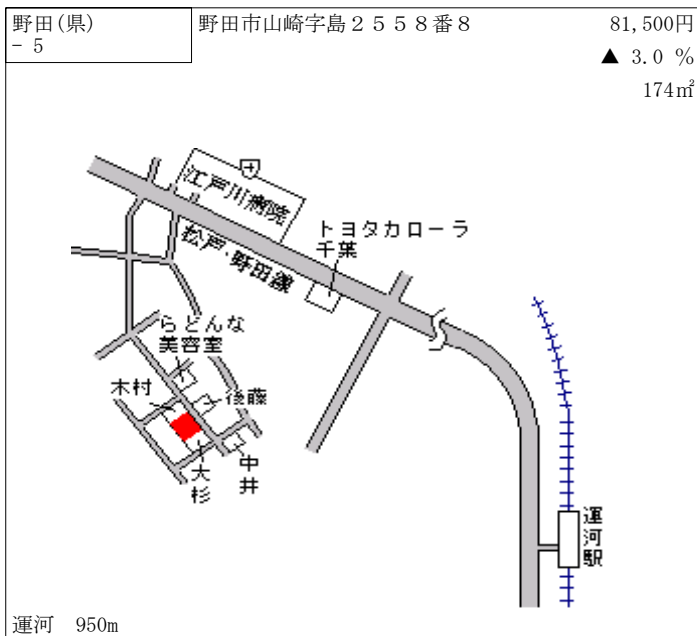 野田(県)
- 5
野田市山崎字島２５５８番８
81,500円
▲ 3.0 %
174㎡
江戸川病院
松戸・野田線
トヨタカローラ
千葉
らどんな
美容室
木村
後藤
大杉
中井
運河駅
運河　950m